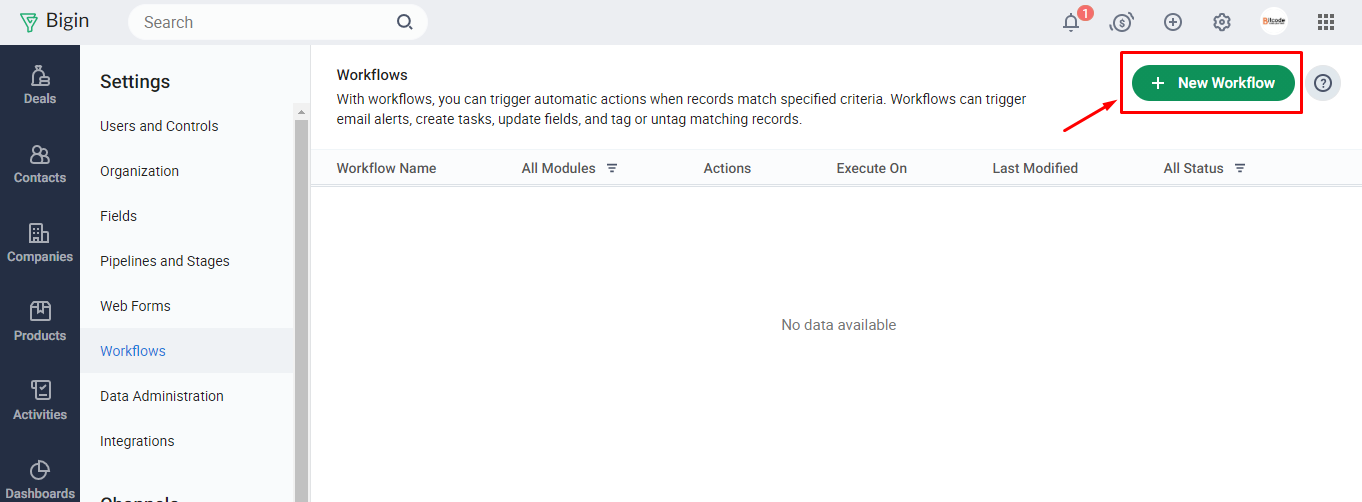 Bigin
Search
1
Bitcode
Deals
Contacts
Companies
Products
Activities
Dashboards
Settings
Users and Controls
Organization
Fields
Pipelines and Stages
Web Forms
Workflows
Data Administration
Integrations
Channels
Workflows
With workflows, you can trigger automatic actions when records match specified criteria. Workflows can trigger
email alerts, create tasks, update fields, and tag or untag matching records.
+ New Workflow
?
Workflow Name All Modules Actions Execute On Last Modified All Status
No data available